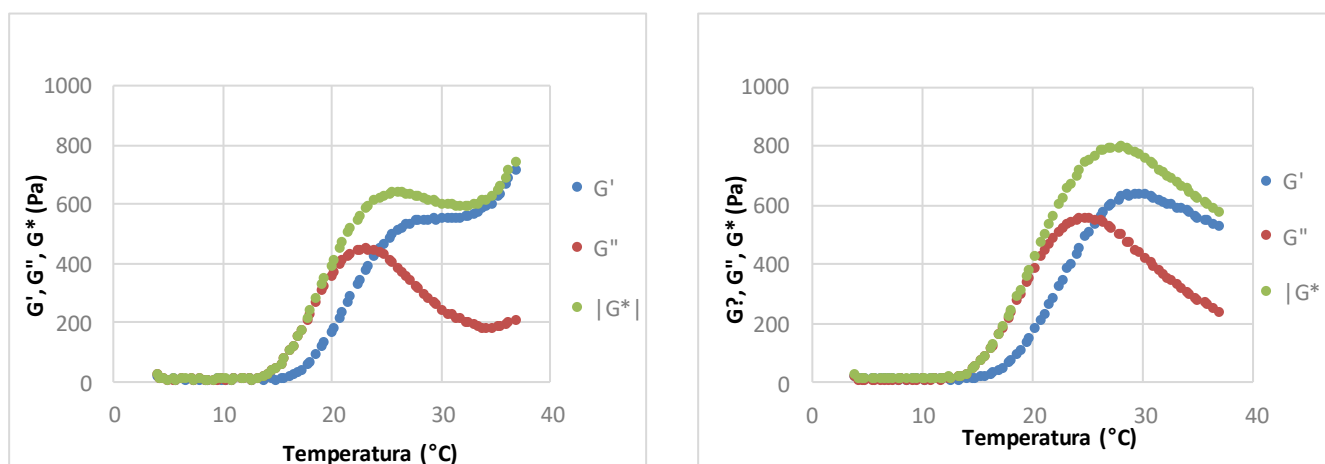 1000
800
600
400
200
0
0 10 20 30 40
G', G", G* (Pa)
Temperatura (°C)
G'
G"
|G*|
1000
800
600
400
200
0
0 10 20 30 40
G?, G", G* (Pa)
Temperatura (°C)
G'
G"
|G*